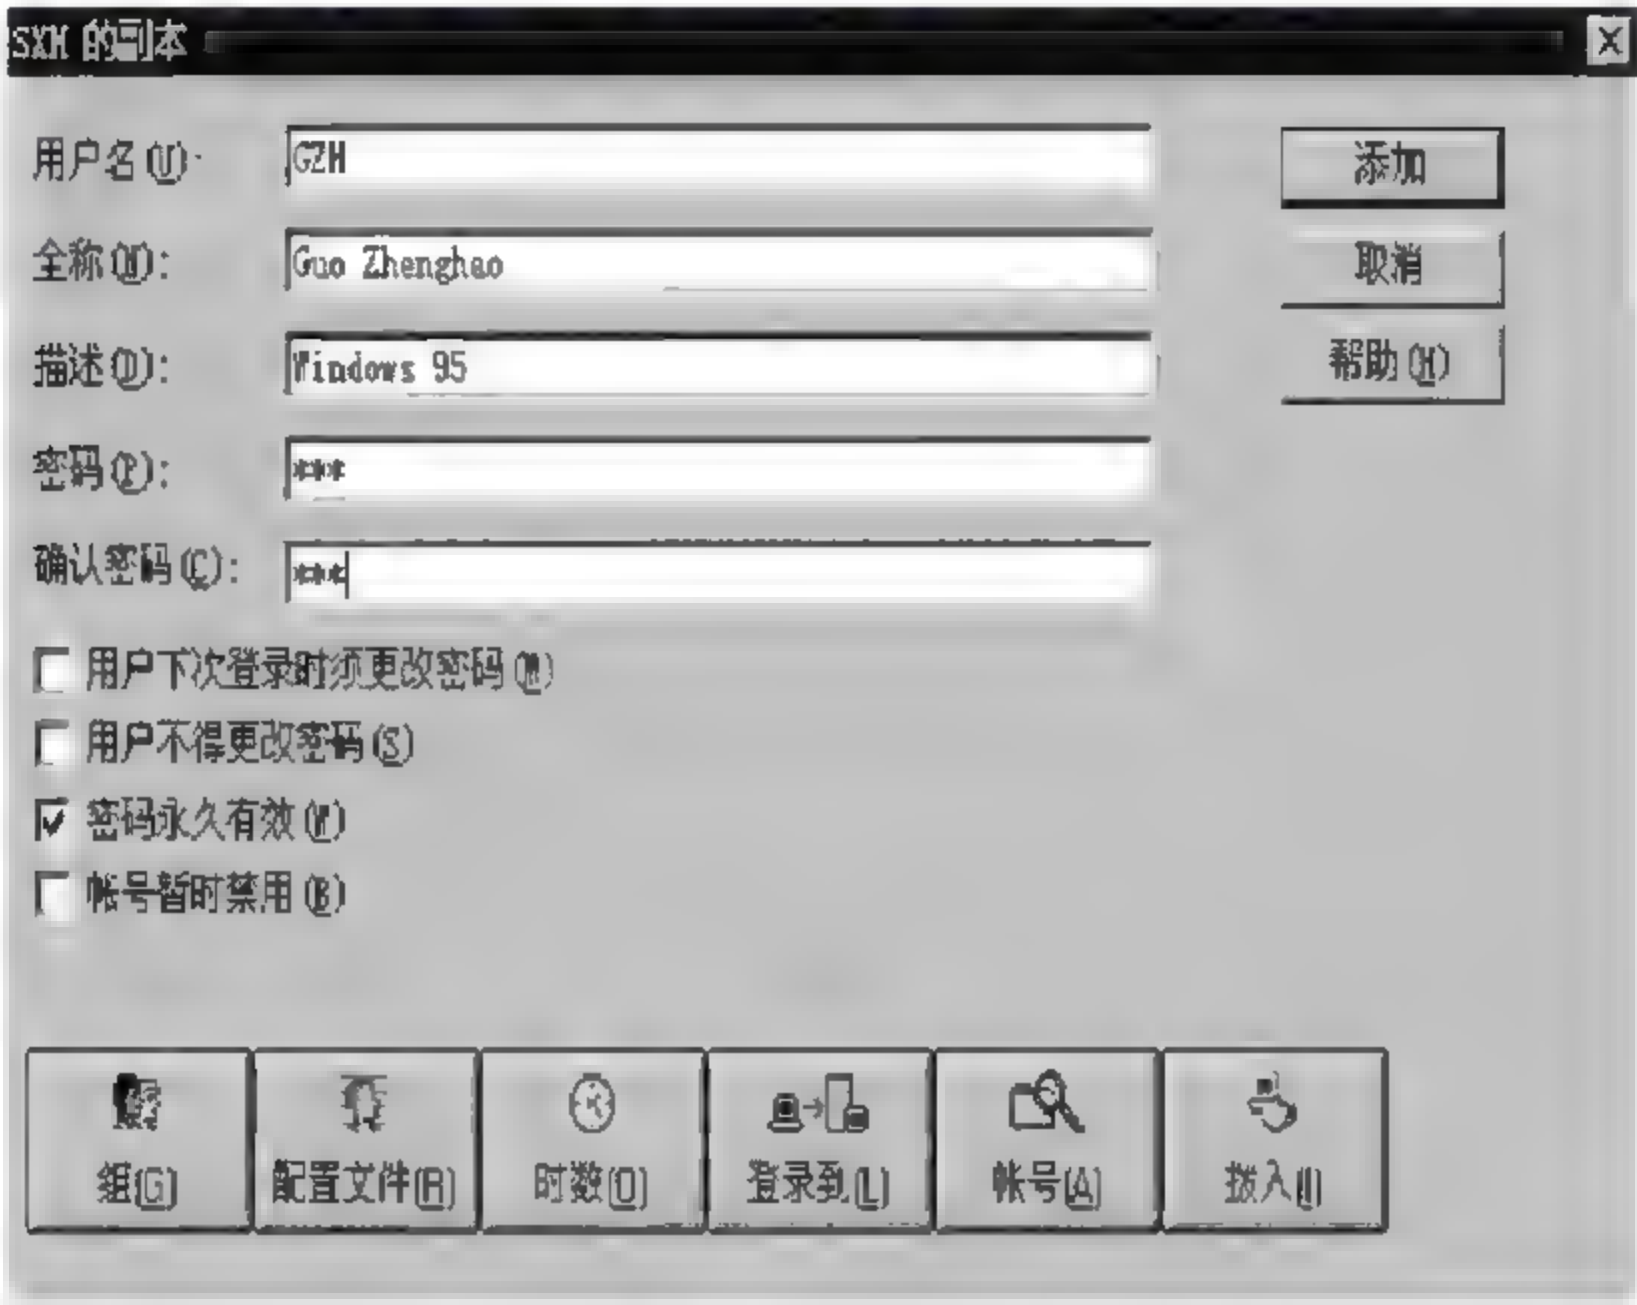 SXM 的副本
用户名(U):
GZH
添加
全称(N):
Guo Zhenghao
取消
描述(D):
Windows 95
帮助(H)
密码(P):
***
确认密码(C):
***
用户下次登录时须更改密码(M)
用户不得更改密码(S)
密码永久有效(W)
帐号暂时禁用(B)
组(G)
配置文件(R)
时数(O)
登录到(L)
帐号(A)
拨入(I)